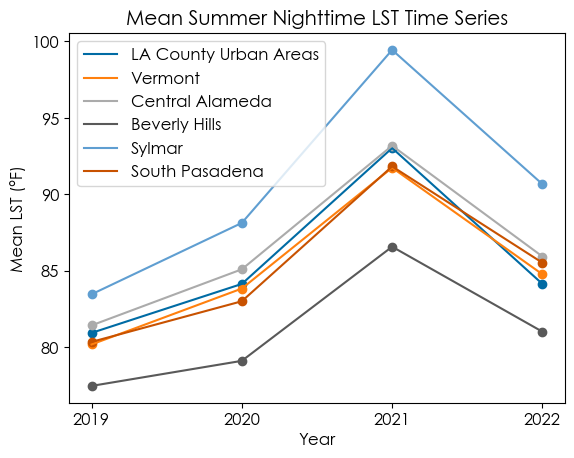 Mean Summer Nighttime LST Time Series
100
95
90
85
80
Mean LST (°F)
LA County Urban Areas
Vermont
Central Alameda
Beverly Hills
Sylmar
South Pasadena
2019
2020
2021
2022
Year